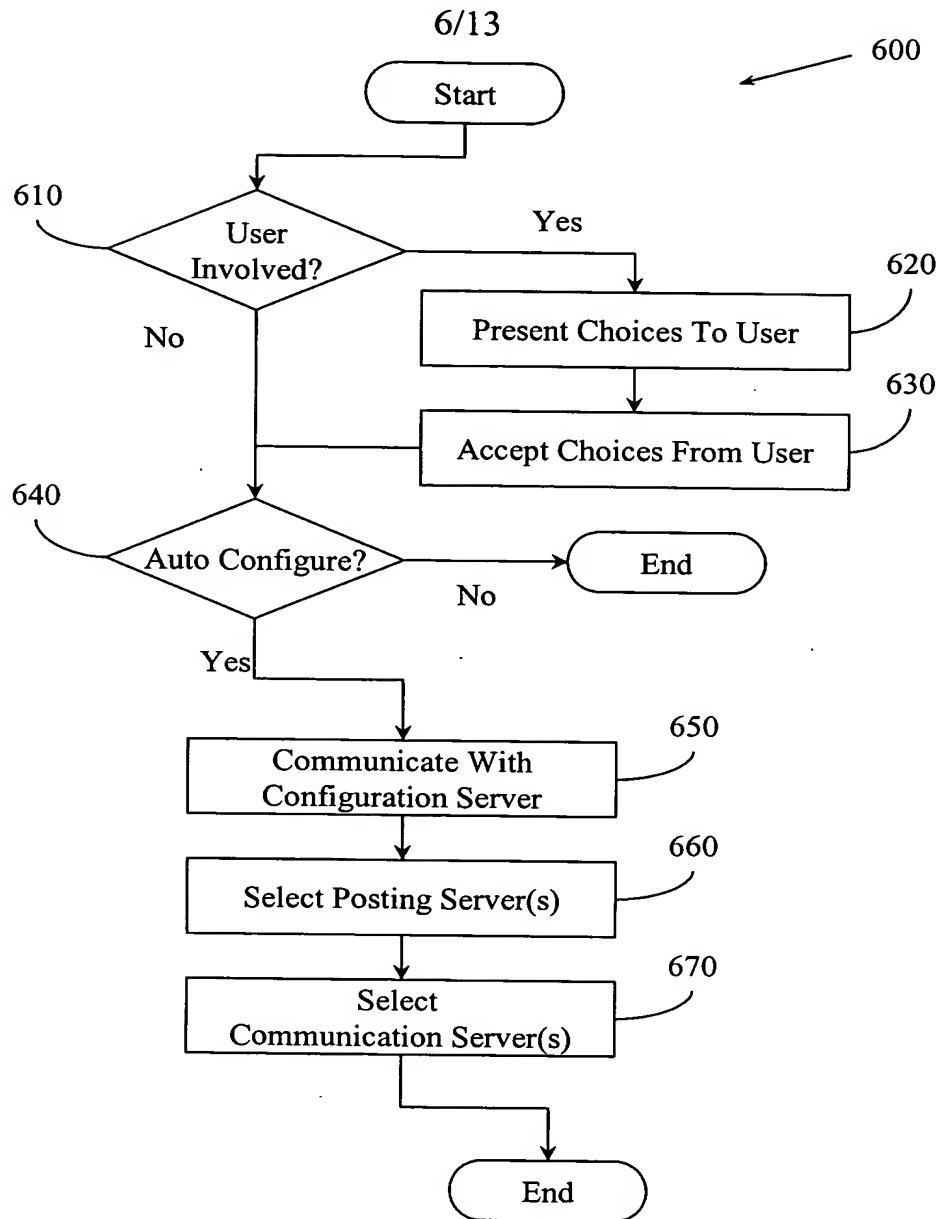 6/13
600
Start
610
User
Involved?
Yes
No
620
Present Choices To User
630
Accept Choices From User
640
Auto Configure?
No
End
Yes
650
Communicate With
Configuration Server
660
Select Posting Server(s)
670
Select
Communication Server(s)
End